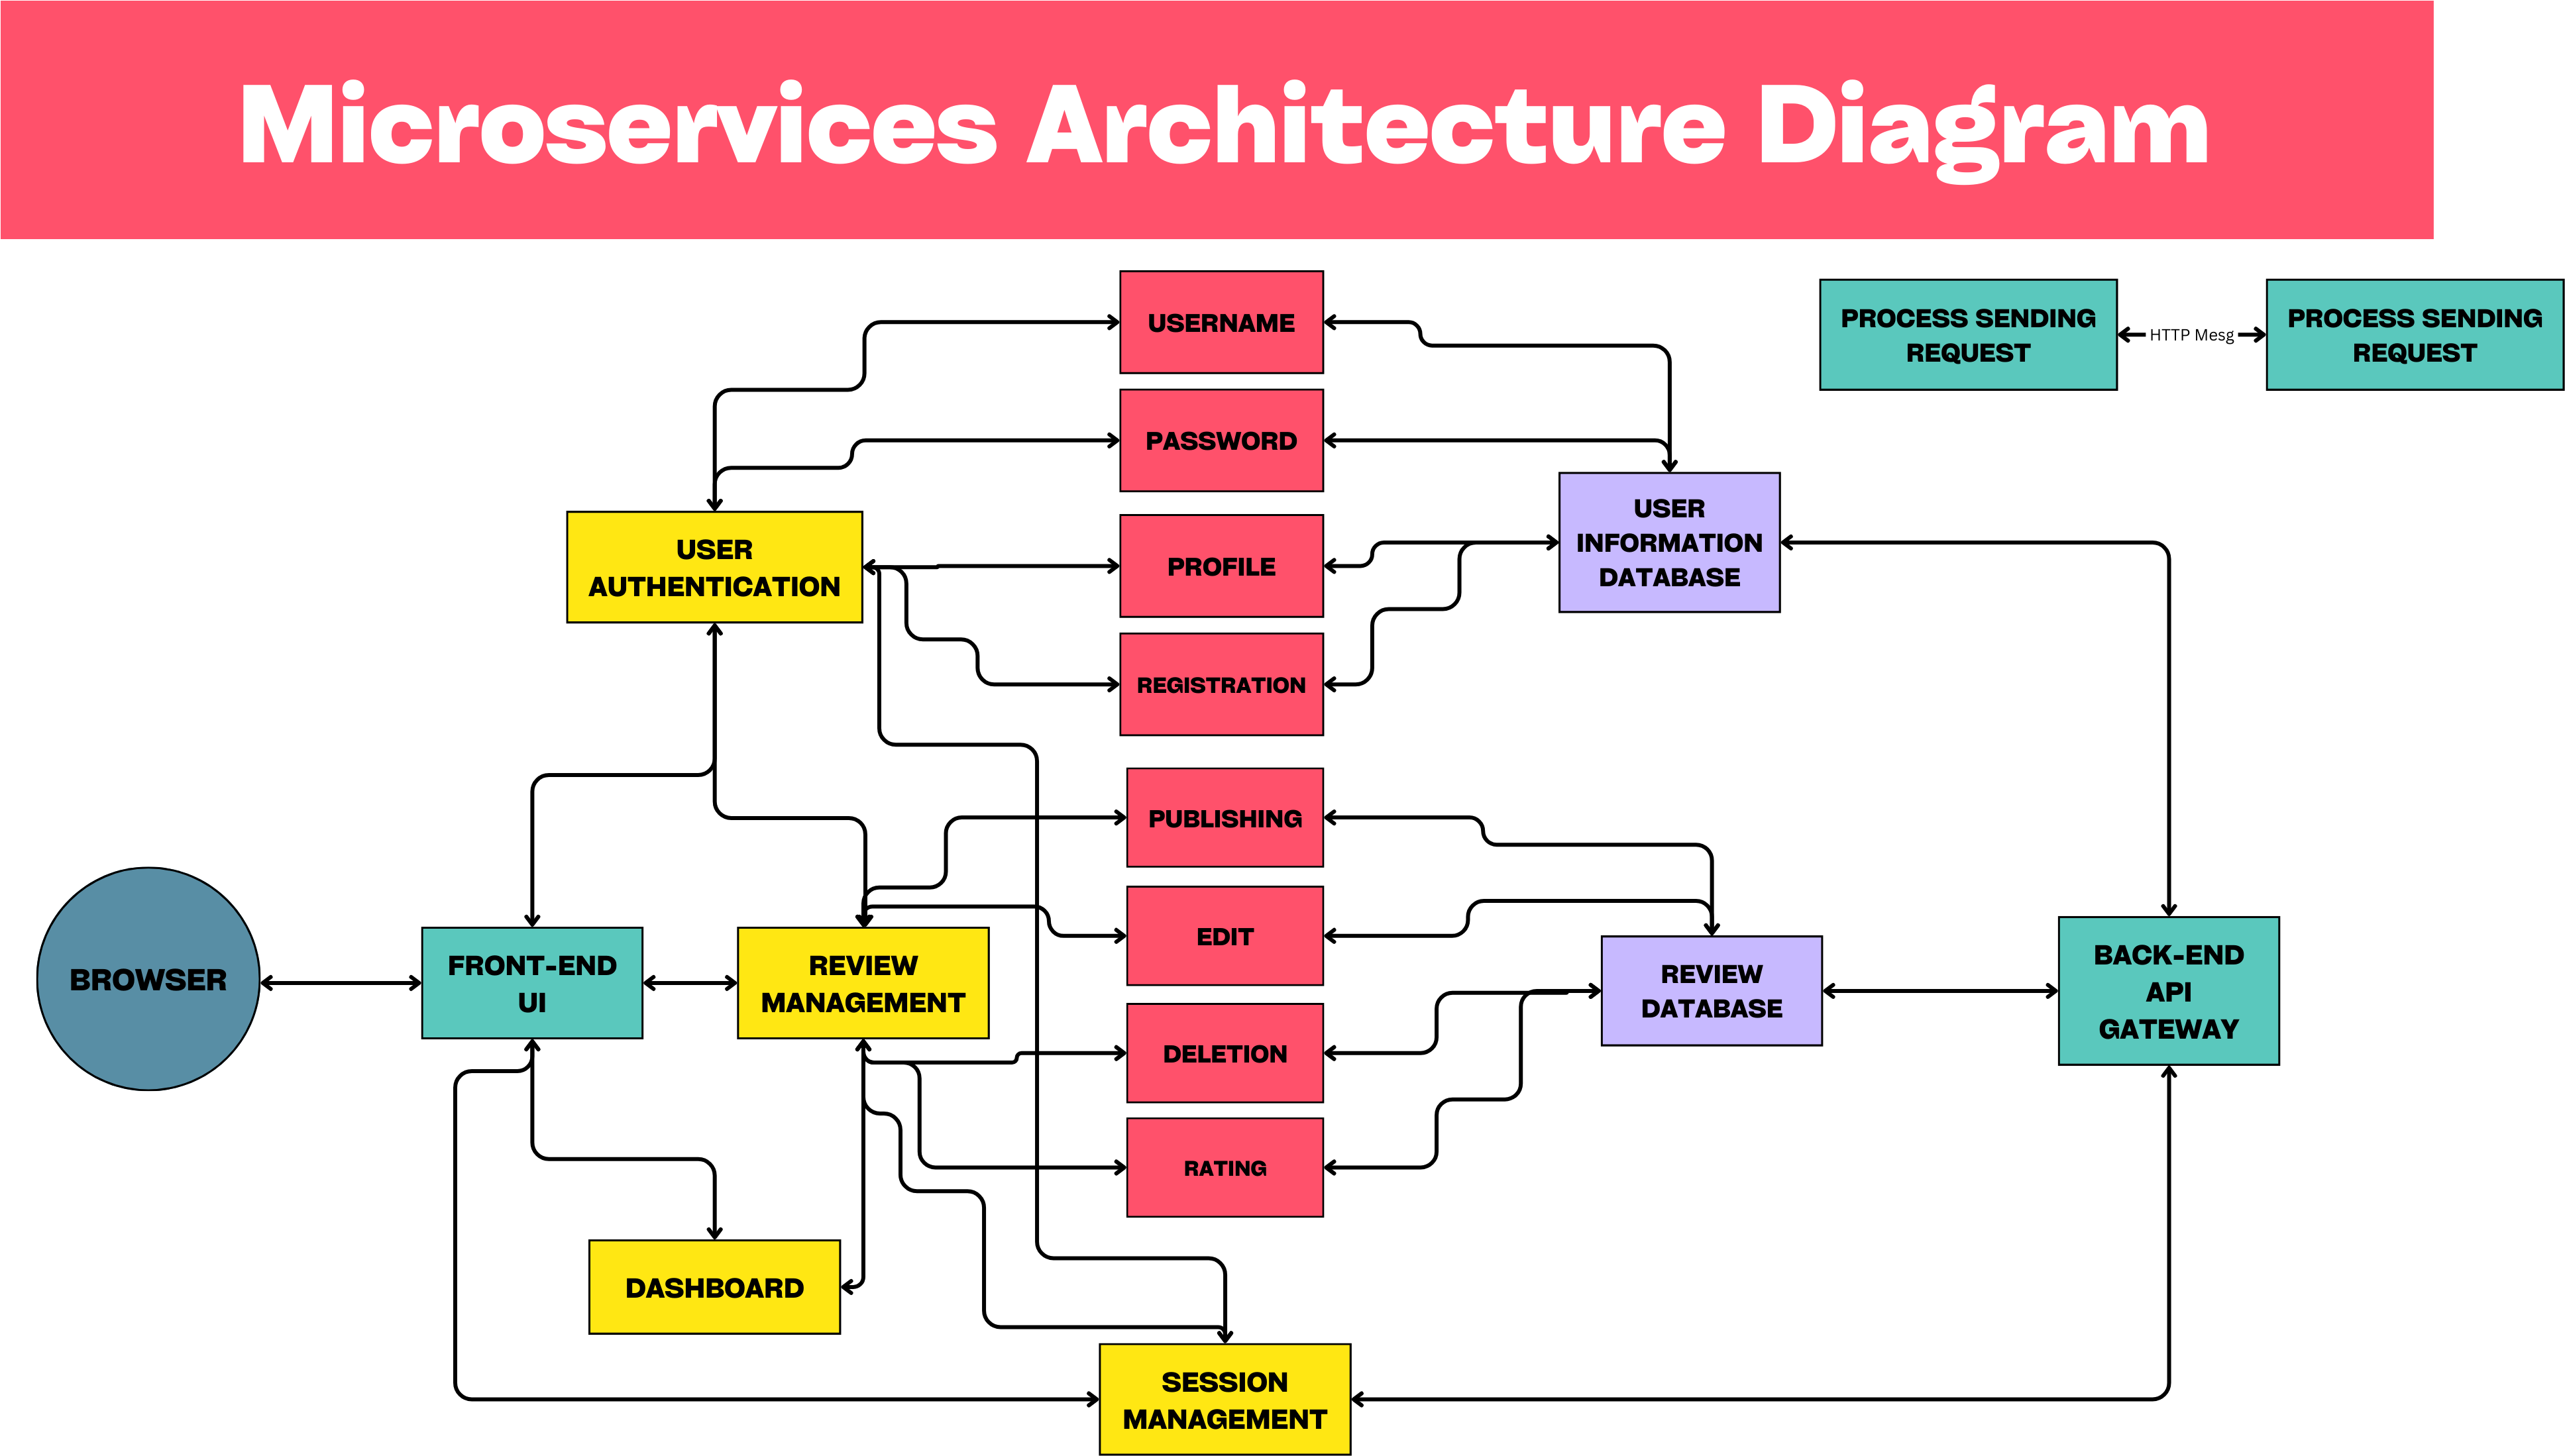 Microservices Architecture Diagram
USERNAME
PROCESS SENDING
REQUEST
HTTP Mesg
PROCESS SENDING
REQUEST
PASSWORD
USER
INFORMATION
DATABASE
USER
AUTHENTICATION
PROFILE
REGISTRATION
PUBLISHING
EDIT
BROWSER
FRONT-END
UI
REVIEW
MANAGEMENT
REVIEW
DATABASE
BACK-END
API
GATEWAY
DELETION
RATING
DASHBOARD
SESSION
MANAGEMENT